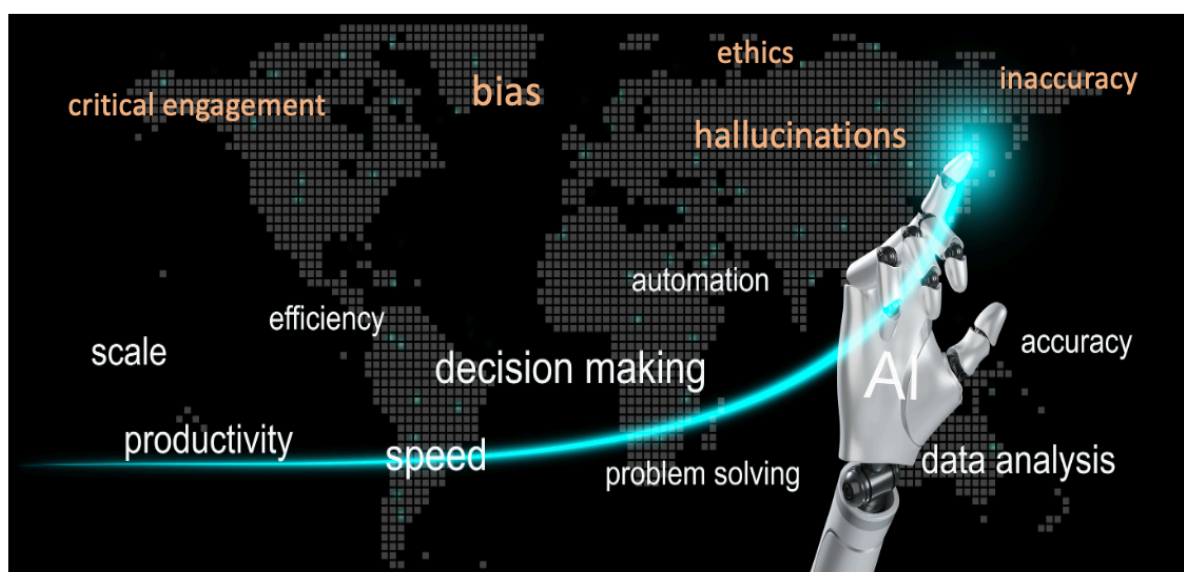 ethics
inaccuracy
bias
critical engagement
hallucinations
automation
efficiency
accuracy
scale
decision making
AI
productivity
speed
data analysis
problem solving